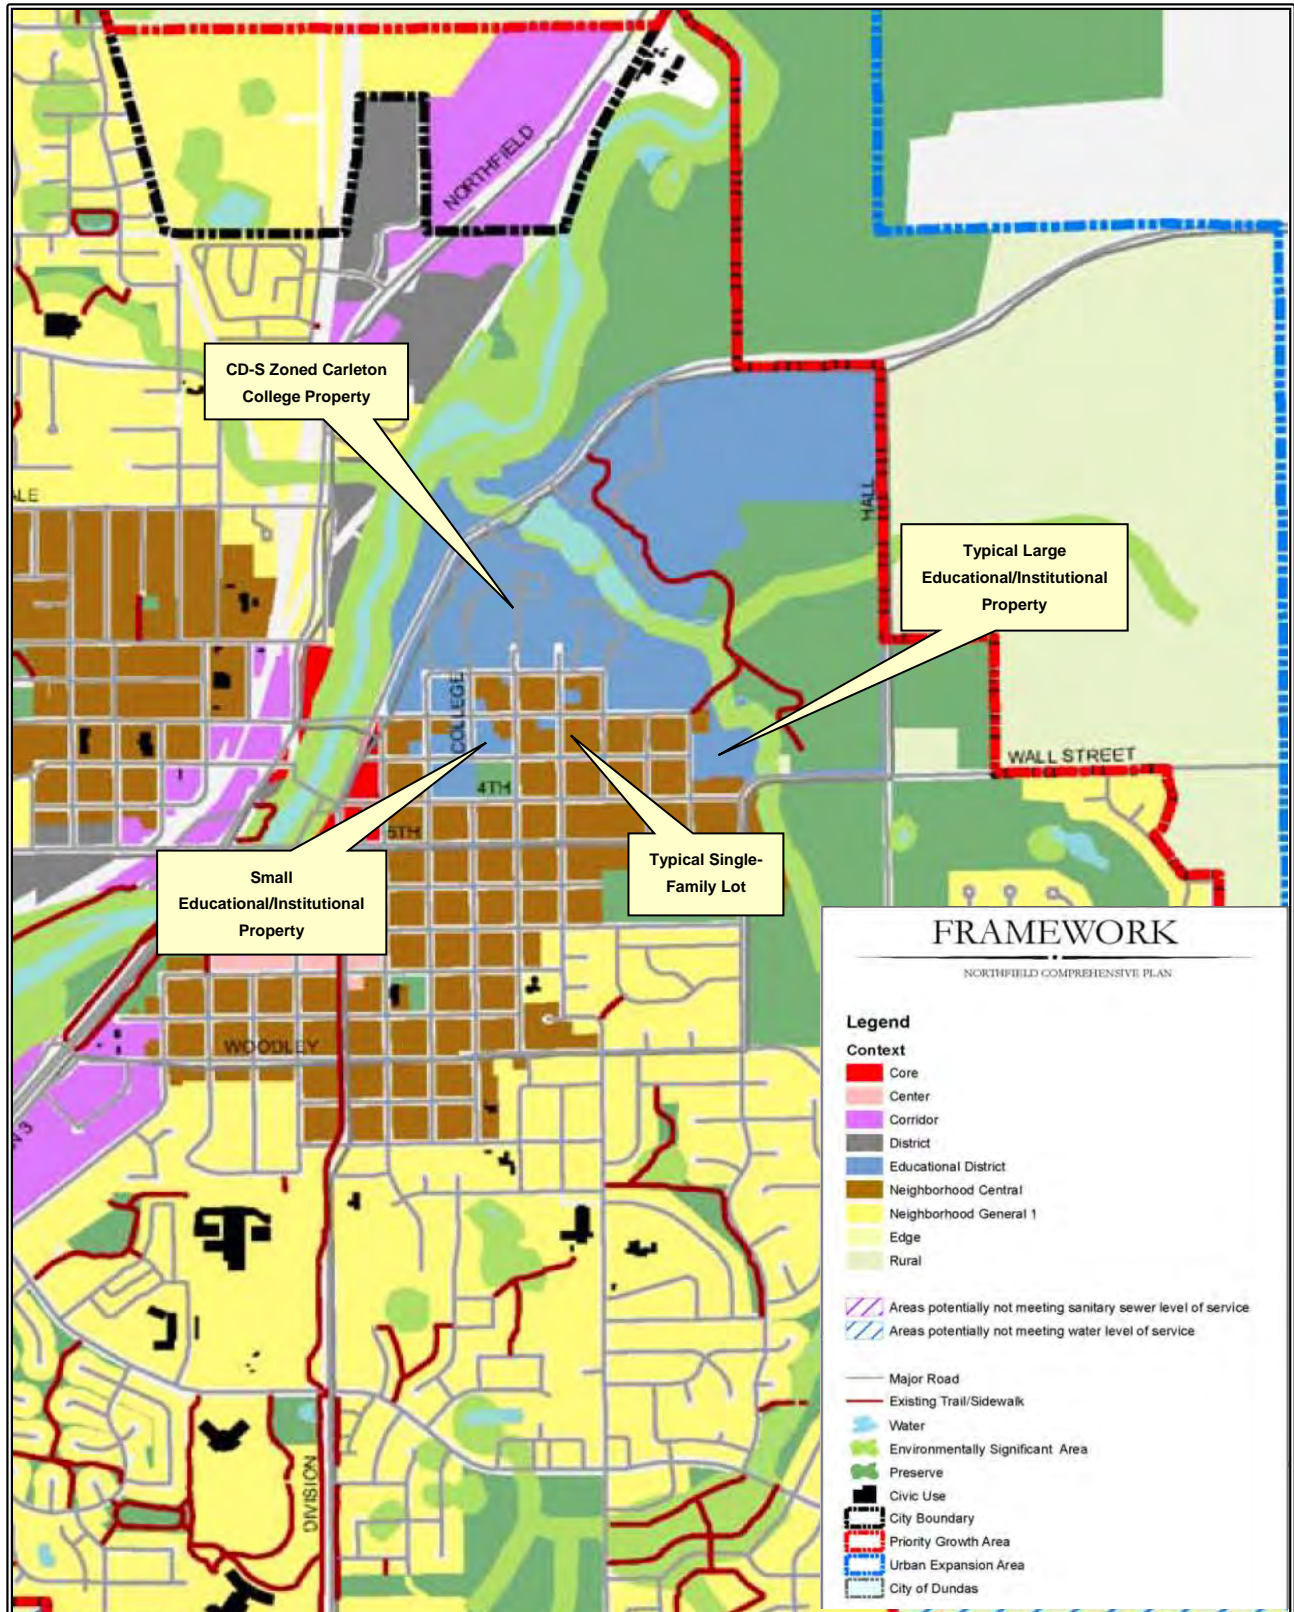 NORTHFIELD
CD-S Zoned Carleton
College Property
ALE
HALL
Typical Large
Educational/Institutional
Property
COLLEGE
WALL STREET
4TH
5TH
Small
Educational/Institutional
Property
Typical Single-
Family Lot
WOODLEY
N 3
DIVISION
FRAMEWORK
NORTHFIELD COMPREHENSIVE PLAN
Legend
Context
Core
Center
Corridor
District
Educational District
Neighborhood Central
Neighborhood General 1
Edge
Rural
Areas potentially not meeting sanitary sewer level of service
Areas potentially not meeting water level of service
Major Road
Existing Trail/Sidewalk
Water
Environmentally Significant Area
Preserve
Civic Use
City Boundary
Priority Growth Area
Urban Expansion Area
City of Dundas